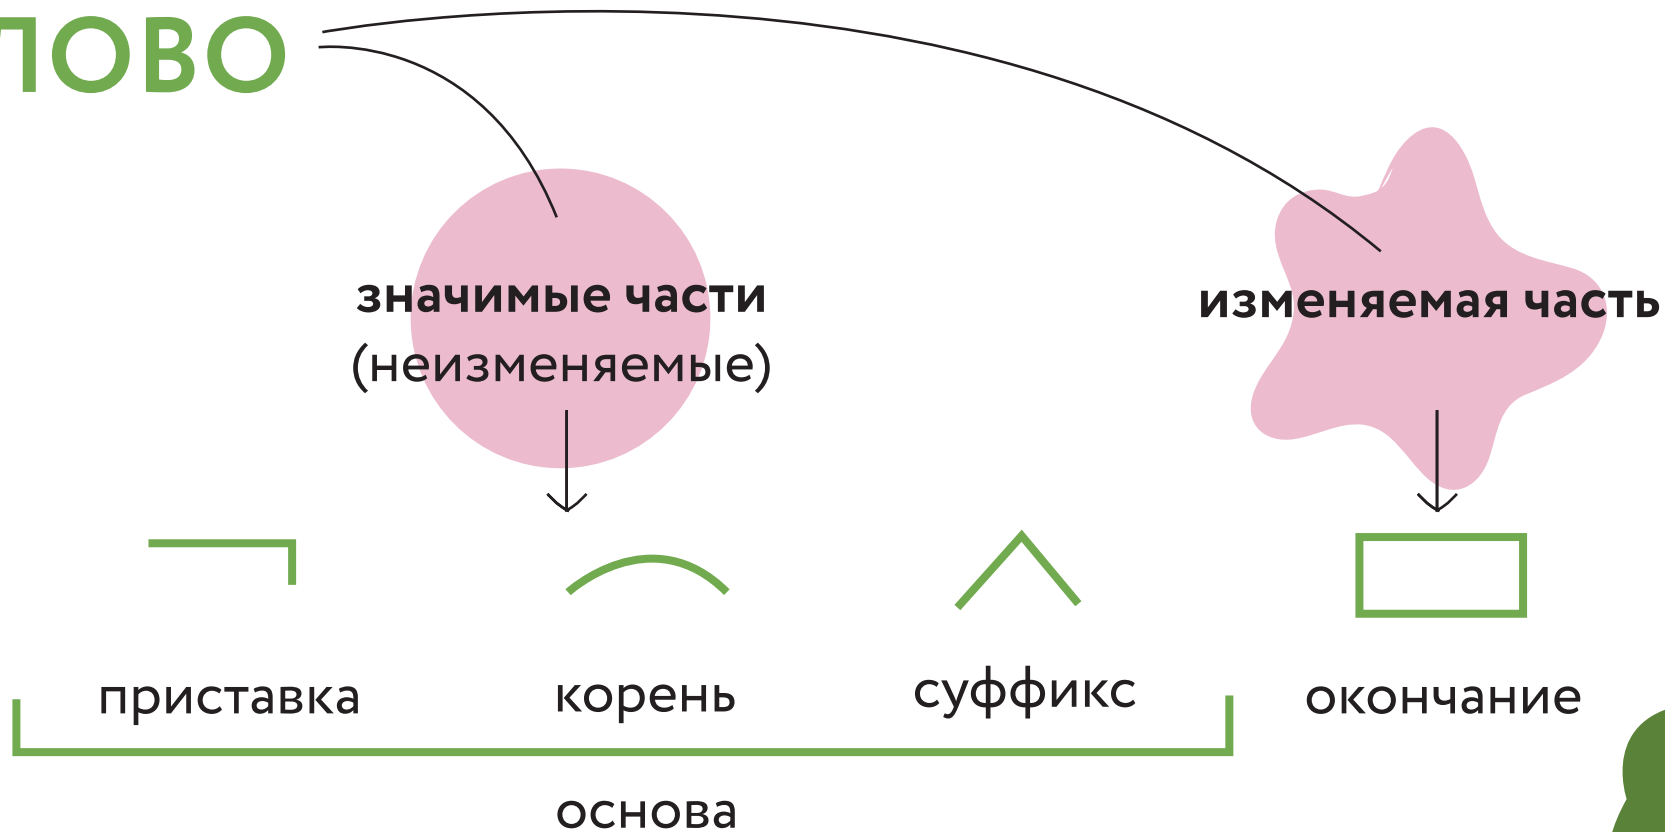 ЛОВО
значимые части
(неизменяемые)
изменяемая часть
приставка
корень
суффикс
окончание
основа